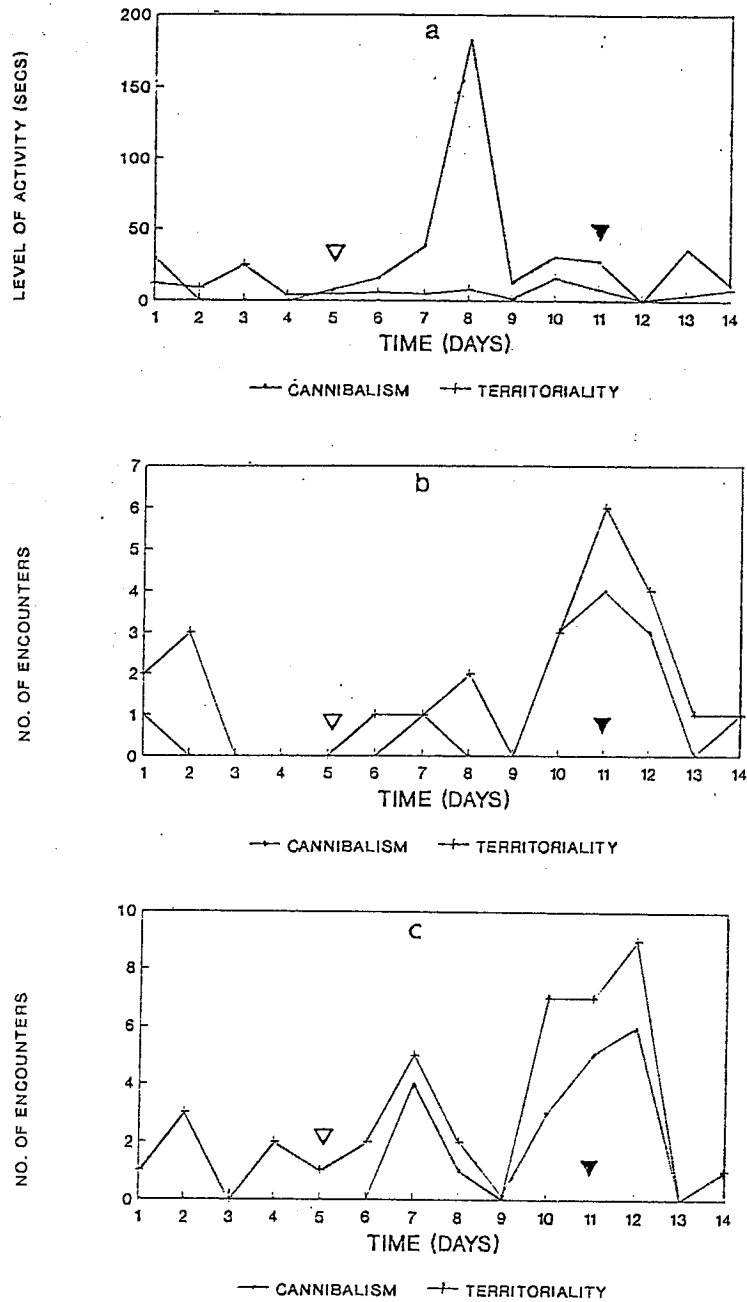 a
LEVEL OF ACTIVITY (SECS)
200
150
100
50
0
1 2 3 4 5 6 7 8 9 10 11 12 13 14
TIME (DAYS)
CANNIBALISM TERRITORIALITY
b
NO. OF ENCOUNTERS
7
6
5
4
3
2
1
0
1 2 3 4 5 6 7 8 9 10 11 12 13 14
TIME (DAYS)
CANNIBALISM TERRITORIALITY
c
NO. OF ENCOUNTERS
10
8
6
4
2
0
1 2 3 4 5 6 7 8 9 10 11 12 13 14
TIME (DAYS)
CANNIBALISM TERRITORIALITY